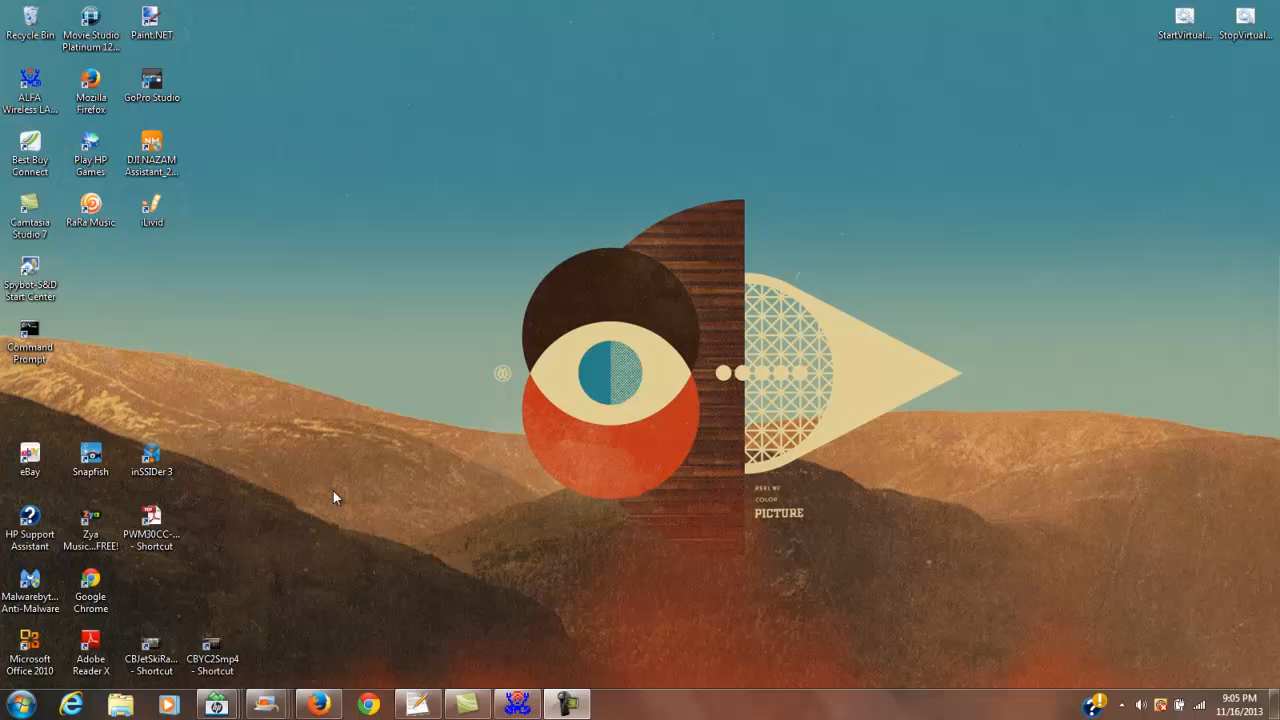 Recycle Bin
Movie Studio
Platinum 12...
Paint.NET
StartVirtual...
StopVirtual...
ALFA
Wireless LA...
Mozilla
Firefox
GoPro Studio
Best Buy
Connect
Play HP
Games
DJI NAZAM
Assistant_2...
Camtasia
Studio 7
RaRa Music
iLivid
Spybot-S&D
Start Center
Command
Prompt
eBay
Snapfish
inSSIDer 3
REEL Nº
COLOR
PICTURE
HP Support
Assistant
Zya
Music...FREE!
PWM30CC-...
- Shortcut
Malwarebyt...
Anti-Malware
Google
Chrome
Microsoft
Office 2010
Adobe
Reader X
CBJetSkiRa...
- Shortcut
CBYC2Smp4
- Shortcut
9:05 PM
11/16/2013